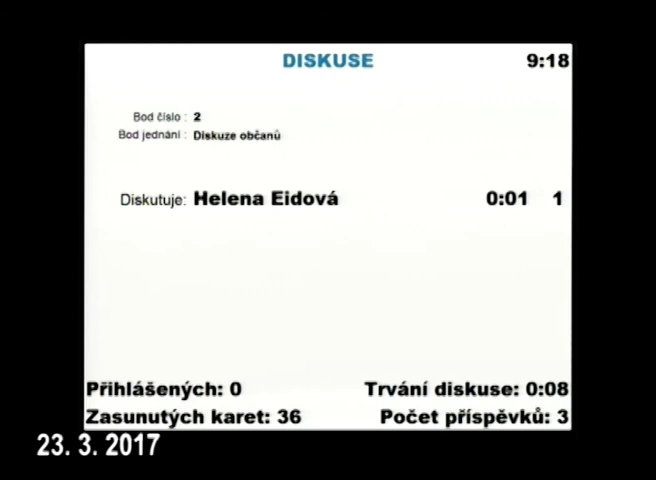 DISKUSE 9:18
Bod číslo : 2
Bod jednání : Diskuze občanů
Diskutuje: Helena Eidová 0:01 1
Přihlášených: 0 Trvání diskuse: 0:08
Zasunutých karet: 36 Počet příspěvků: 3
23. 3. 2017